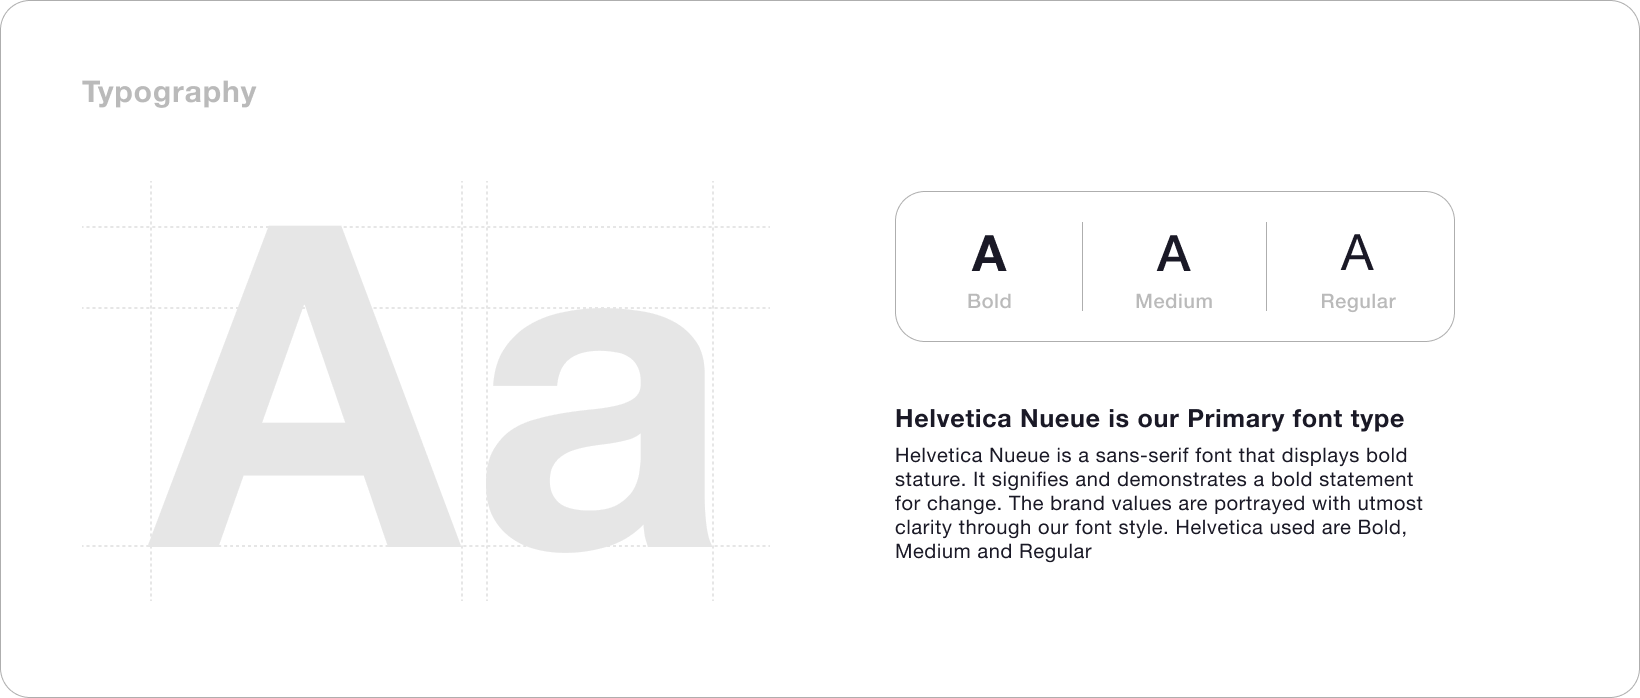 Typography
Aa
A
Bold
A
Medium
A
Regular
Helvetica Nueue is our Primary font type
Helvetica Nueue is a sans-serif font that displays bold
stature. It signifies and demonstrates a bold statement
for change. The brand values are portrayed with utmost
clarity through our font style. Helvetica used are Bold,
Medium and Regular